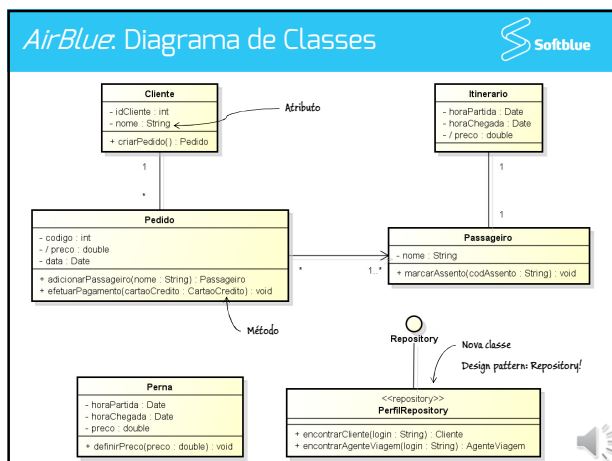 AirBlue: Diagrama de Classes
Softblue
Cliente
- idCliente : int
- nome : String
+ criarPedido() : Pedido
Atributo
Itinerario
- horaPartida : Date
- horaChegada : Date
- / preco : double
1
*
1
1
Pedido
- codigo : int
- / preco : double
- data : Date
+ adicionarPassageiro(nome : String) : Passageiro
+ efetuarPagamento(cartaoCredito : CartaoCredito) : void
*
1..*
Passageiro
- nome : String
+ marcarAssento(codAssento : String) : void
Método
Repository
Nova classe
Design pattern: Repository!
Perna
- horaPartida : Date
- horaChegada : Date
- preco : double
+ definirPreco(preco : double) : void
<<repository>>
PerfilRepository
+ encontrarCliente(login : String) : Cliente
+ encontrarAgenteViagem(login : String) : AgenteViagem